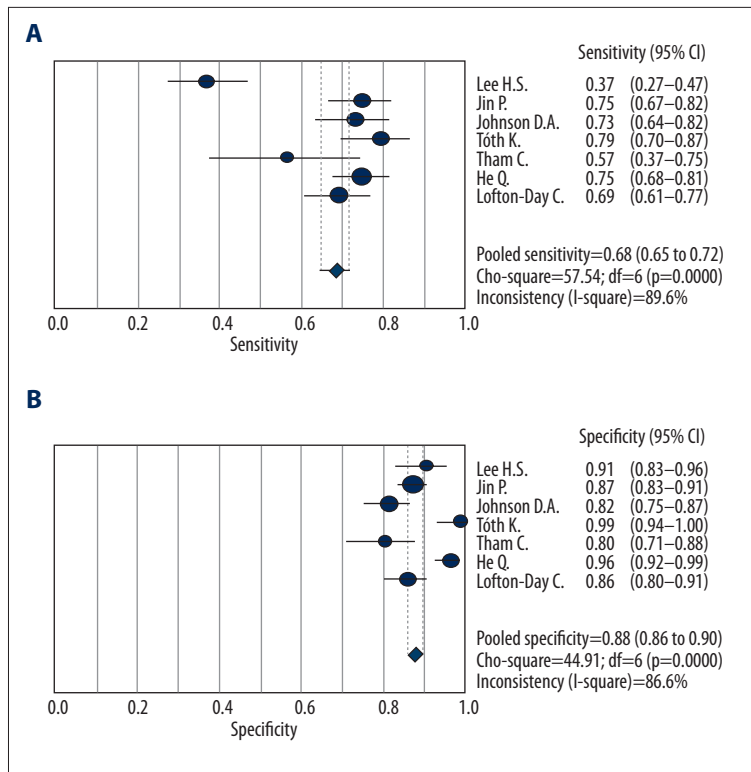 A
Sensitivity (95% CI)
Lee H.S. 0.37 (0.27–0.47)
Jin P. 0.75 (0.67–0.82)
Johnson D.A. 0.73 (0.64–0.82)
Tóth K. 0.79 (0.70–0.87)
Tham C. 0.57 (0.37–0.75)
He Q. 0.75 (0.68–0.81)
Lofton-Day C. 0.69 (0.61–0.77)
Pooled sensitivity=0.68 (0.65 to 0.72)
Cho-square=57.54; df=6 (p=0.0000)
Inconsistency (I-square)=89.6%
0.0 0.2 0.4 0.6 0.8 1.0
Sensitivity
B
Specificity (95% CI)
Lee H.S. 0.91 (0.83–0.96)
Jin P. 0.87 (0.83–0.91)
Johnson D.A. 0.82 (0.75–0.87)
Tóth K. 0.99 (0.94–1.00)
Tham C. 0.80 (0.71–0.88)
He Q. 0.96 (0.92–0.99)
Lofton-Day C. 0.86 (0.80–0.91)
Pooled specificity=0.88 (0.86 to 0.90)
Cho-square=44.91; df=6 (p=0.0000)
Inconsistency (I-square)=86.6%
0.0 0.2 0.4 0.6 0.8 1.0
Specificity